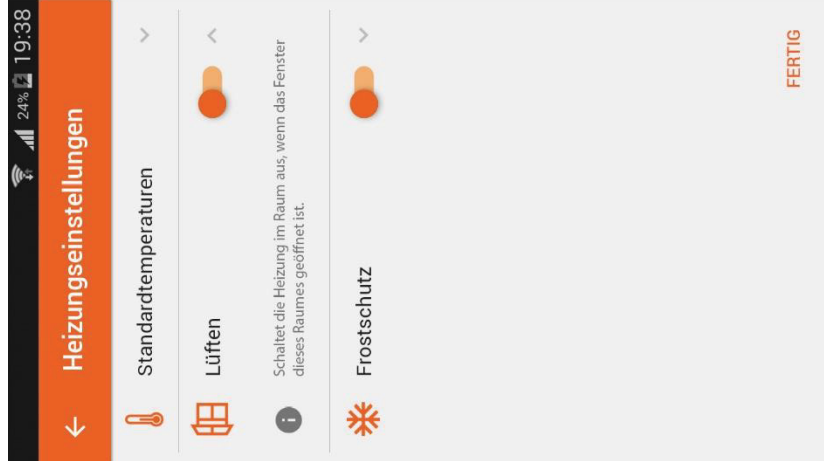 24% 19:38
Heizungseinstellungen
Standardtemperaturen
Lüften
Schaltet die Heizung im Raum aus, wenn das Fenster
dieses Raumes geöffnet ist.
Frostschutz
FERTIG